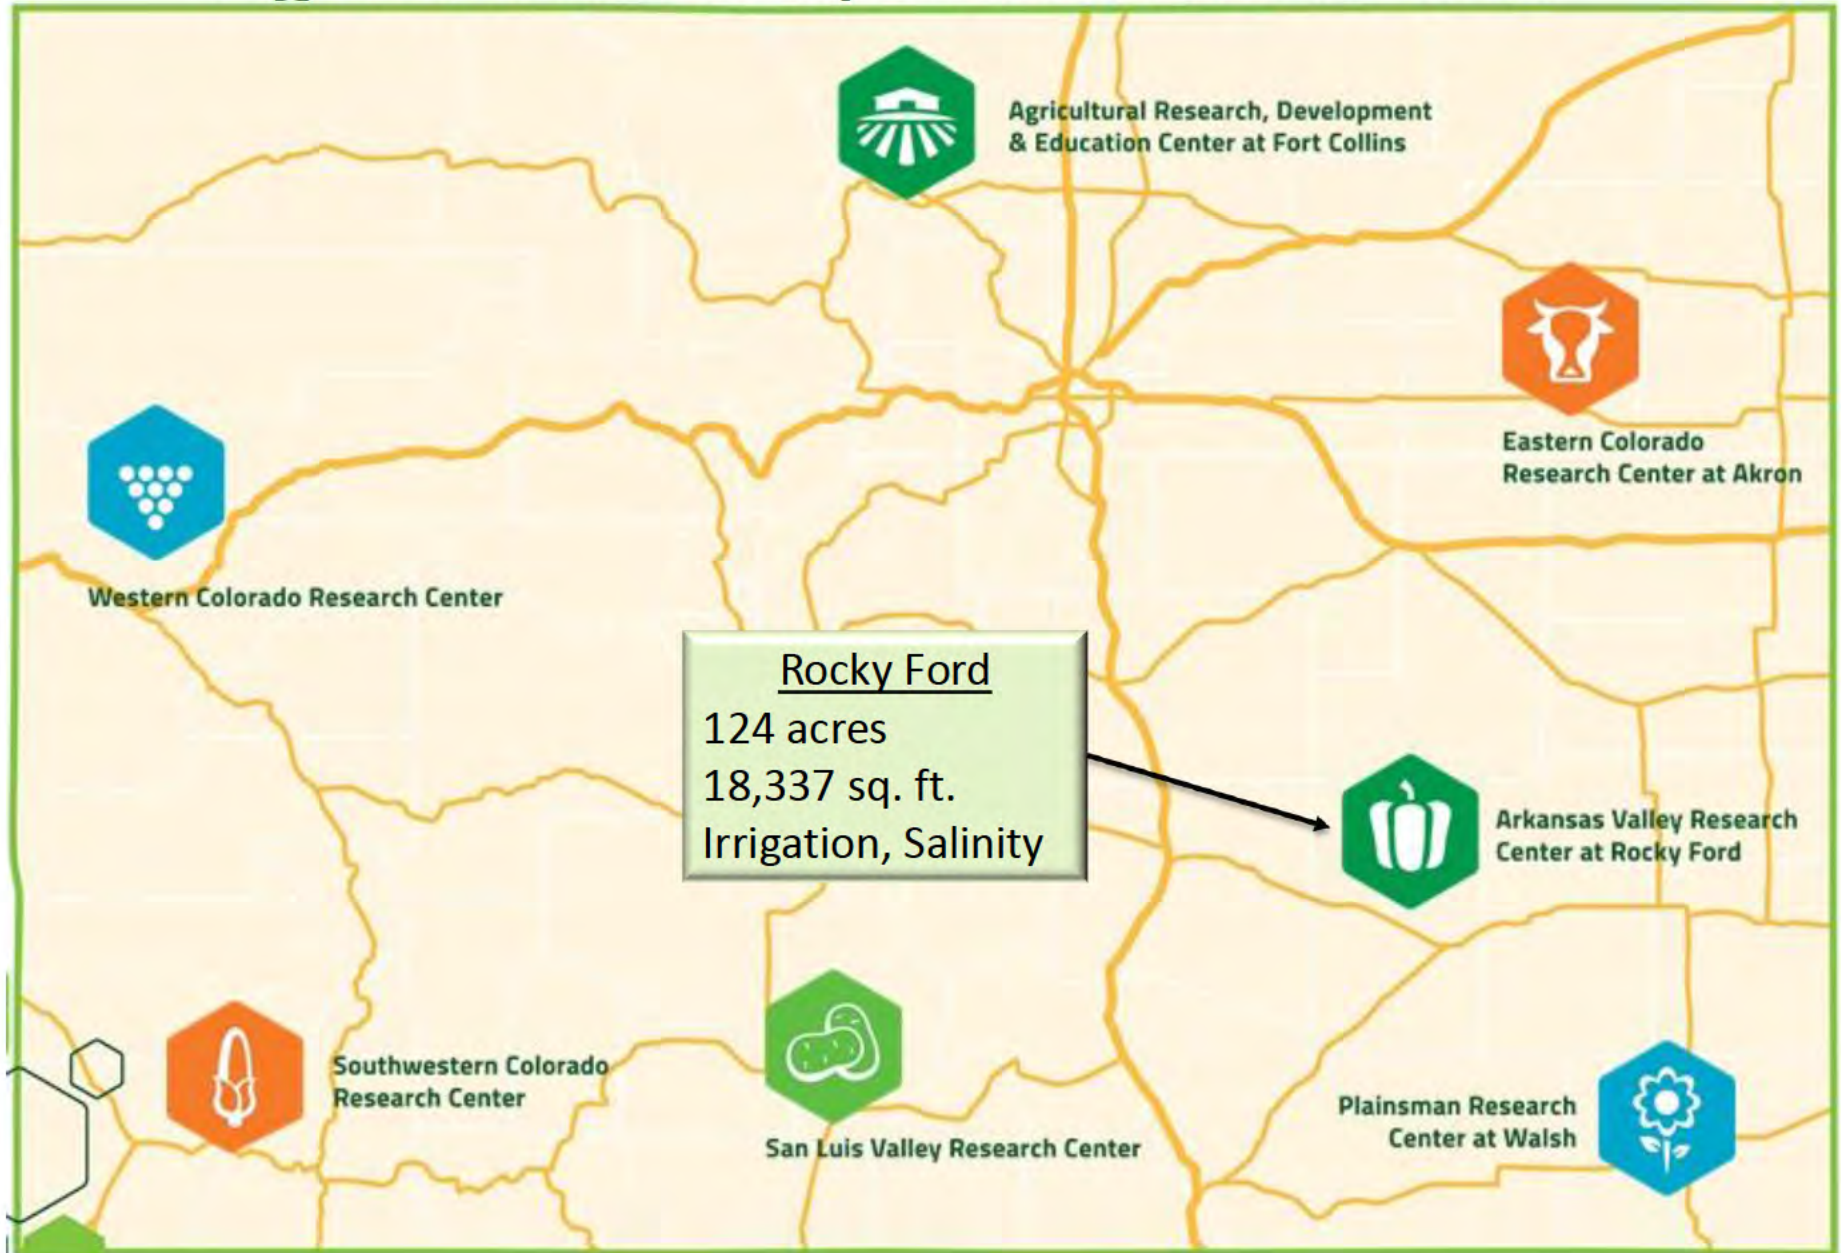 Agricultural Research, Development
& Education Center at Fort Collins
Eastern Colorado
Research Center at Akron
Western Colorado Research Center
Rocky Ford
124 acres
18,337 sq. ft.
Irrigation, Salinity
Arkansas Valley Research
Center at Rocky Ford
Southwestern Colorado
Research Center
San Luis Valley Research Center
Plainsman Research
Center at Walsh